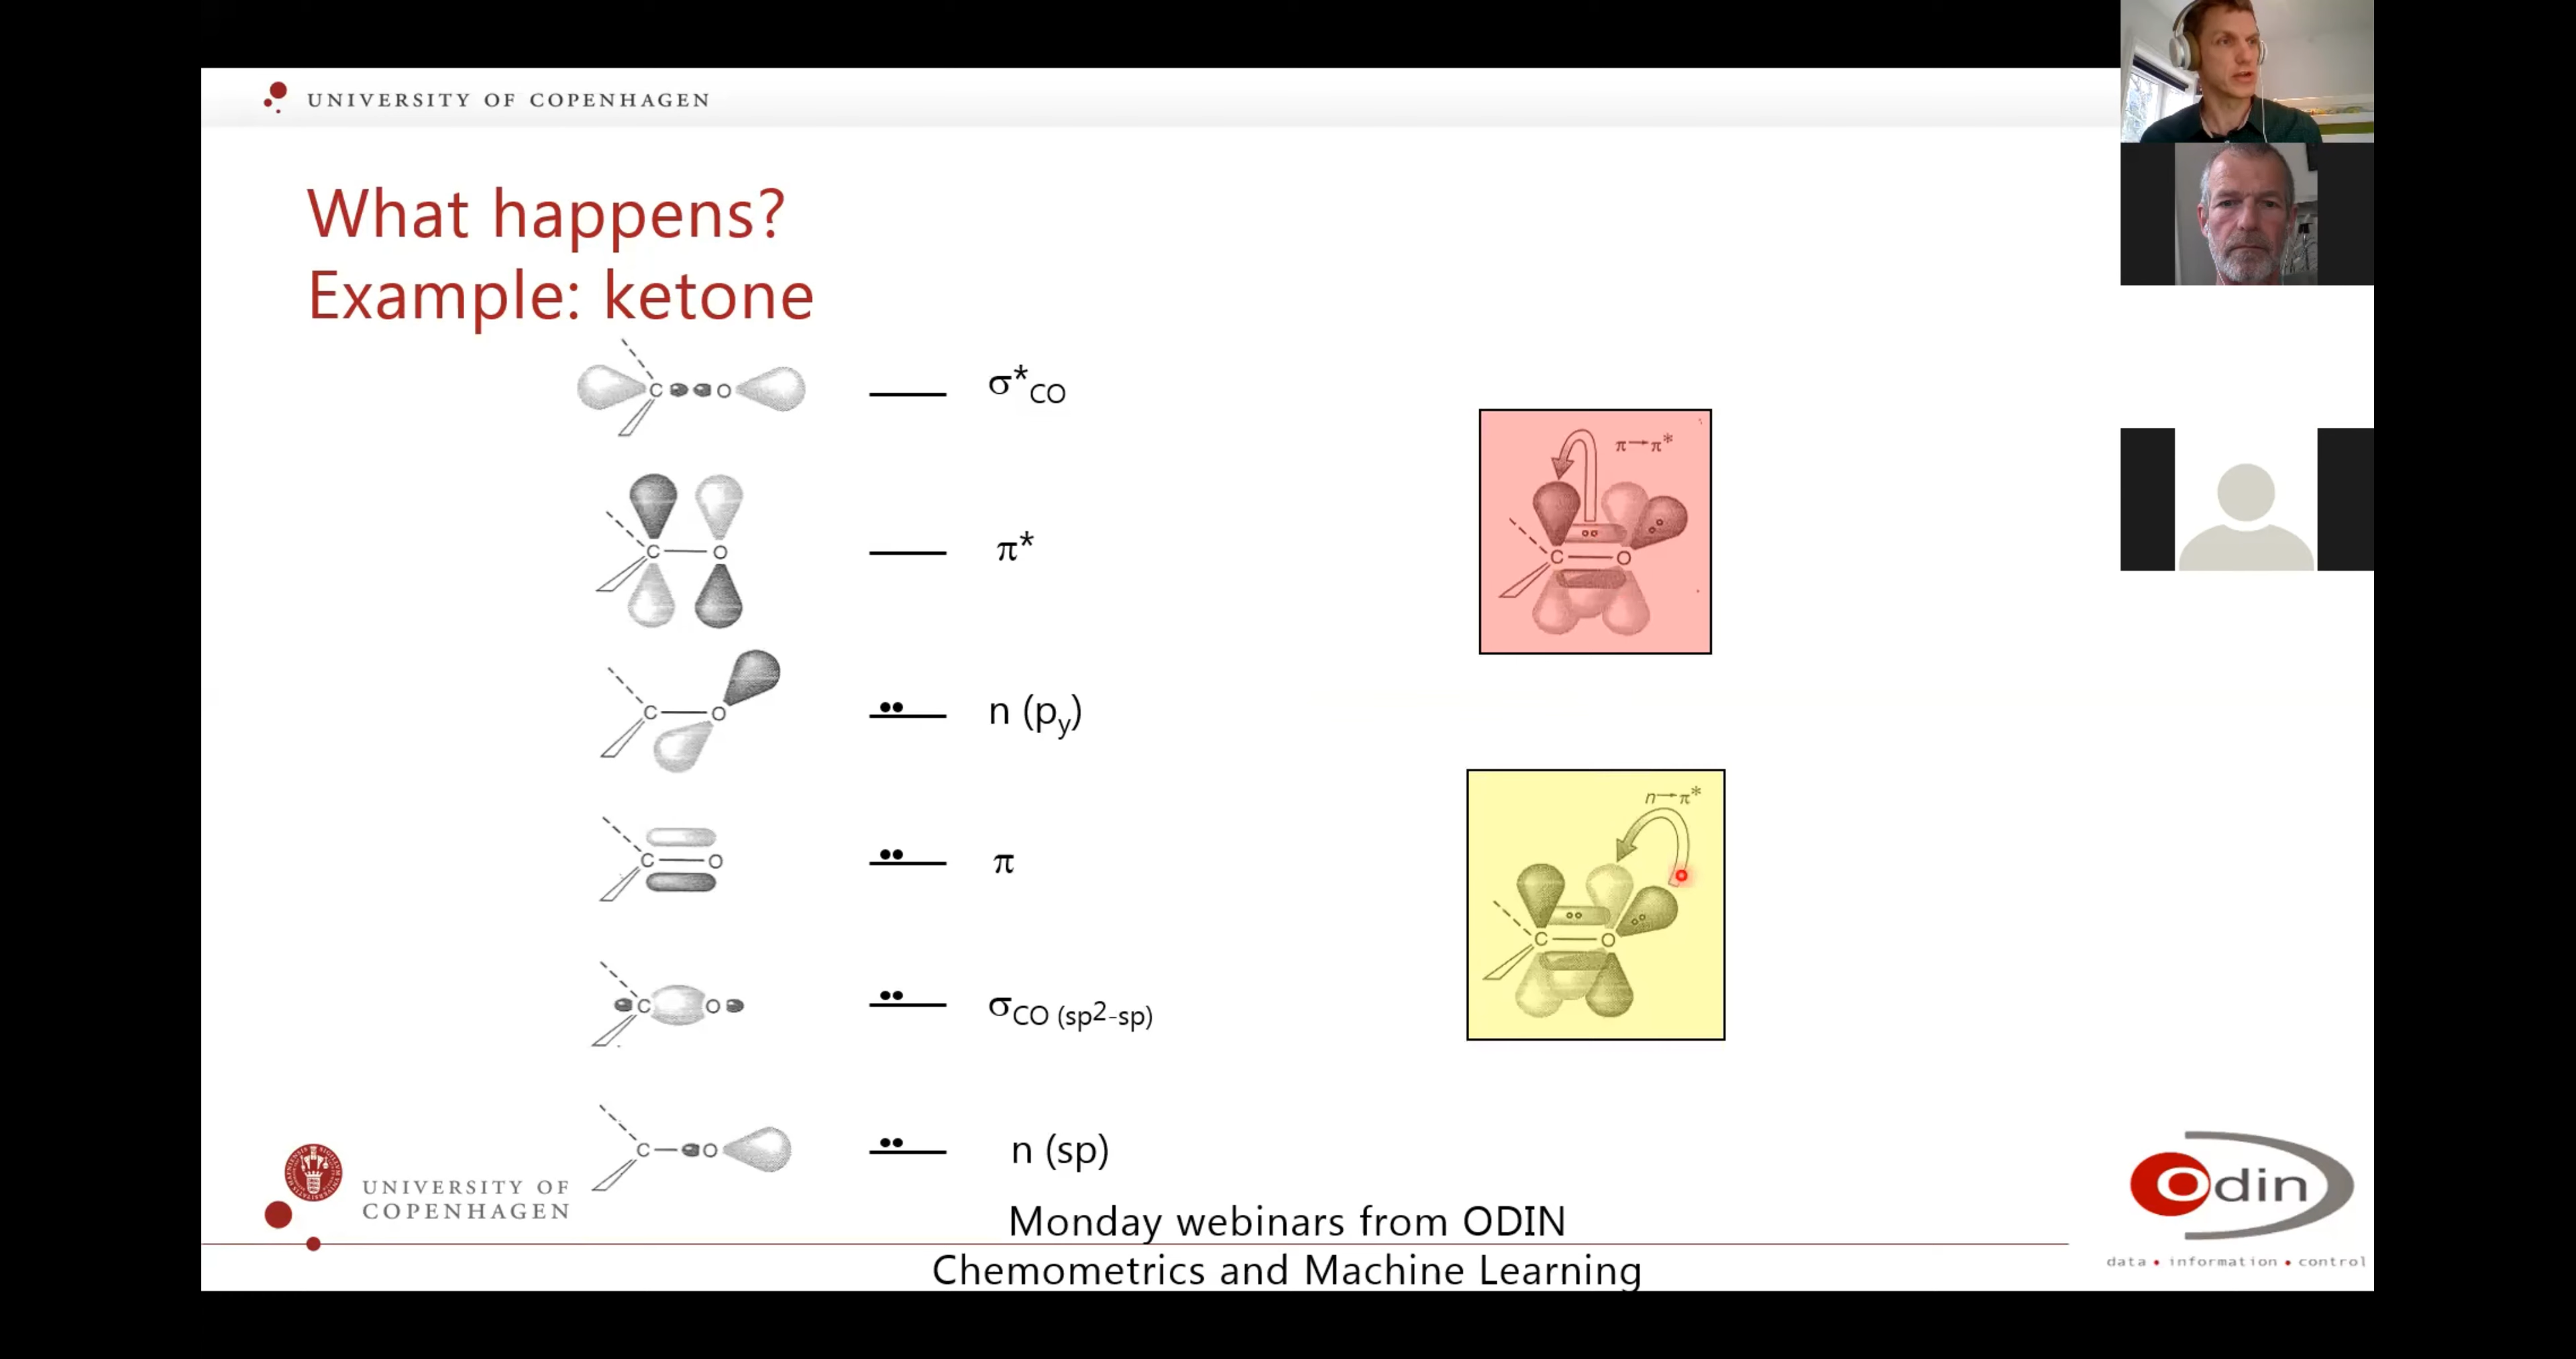 UNIVERSITY OF COPENHAGEN
What happens?
Example: ketone
C O σ*CO
π→π*
C O π*
C O
C O n (py)
n→π*
C O π
C O
C O σCO (sp2-sp)
C O n (sp)
UNIVERSITY OF
COPENHAGEN
Monday webinars from ODIN
Chemometrics and Machine Learning
Odin
data • information • control